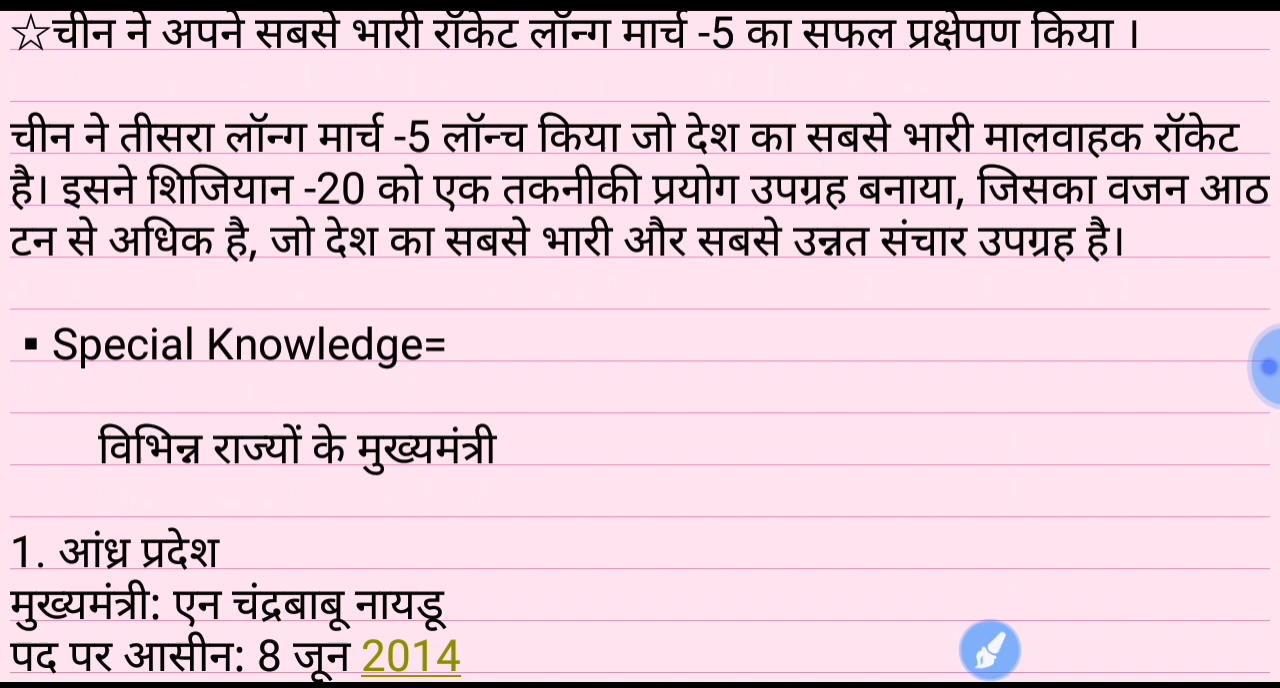 ☆चीन ने अपने सबसे भारी रॉकेट लॉन्ग मार्च -5 का सफल प्रक्षेपण किया ।
चीन ने तीसरा लॉन्ग मार्च -5 लॉन्च किया जो देश का सबसे भारी मालवाहक रॉकेट
है। इसने शिजियान -20 को एक तकनीकी प्रयोग उपग्रह बनाया, जिसका वजन आठ
टन से अधिक है, जो देश का सबसे भारी और सबसे उन्नत संचार उपग्रह है।
▪ Special Knowledge=
विभिन्न राज्यों के मुख्यमंत्री
1. आंध्र प्रदेश
मुख्यमंत्री: एन चंद्रबाबू नायडू
पद पर आसीन: 8 जून 2014